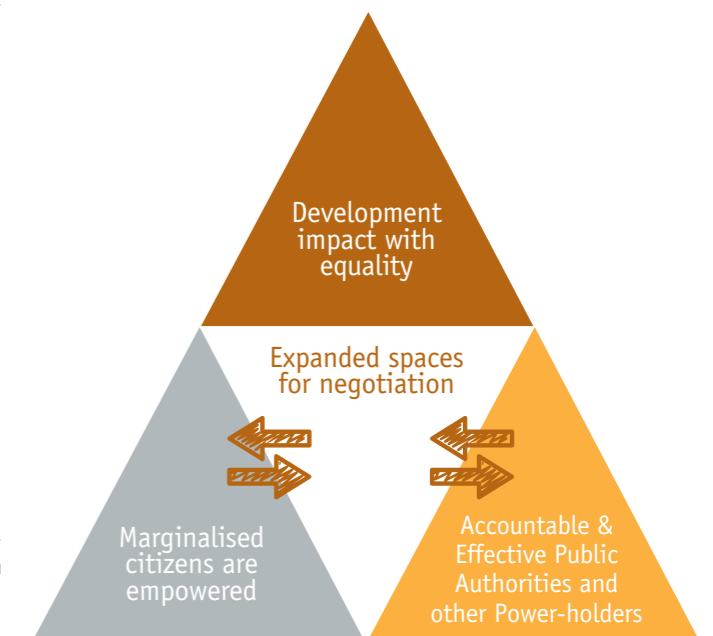 Development
impact with
equality
Expanded spaces
for negotiation
Marginalised
citizens are
empowered
Accountable &
Effective Public
Authorities and
other Power-holders